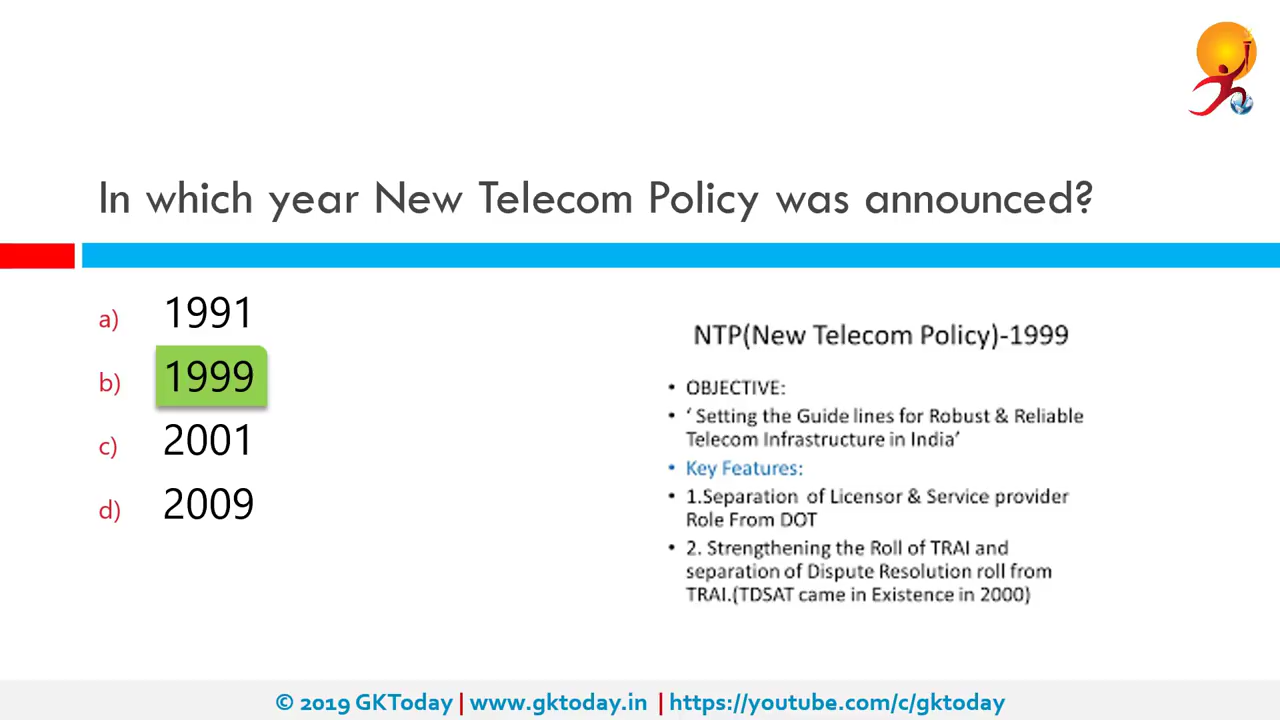 In which year New Telecom Policy was announced?
a) 1991
b) 1999
c) 2001
d) 2009
NTP(New Telecom Policy)-1999
• OBJECTIVE:
• ‘ Setting the Guide lines for Robust & Reliable
Telecom Infrastructure in India’
• Key Features:
• 1.Separation of Licensor & Service provider
Role From DOT
• 2. Strengthening the Roll of TRAI and
separation of Dispute Resolution roll from
TRAI.(TDSAT came in Existence in 2000)
© 2019 GKToday | www.gktoday.in | https://youtube.com/c/gktoday